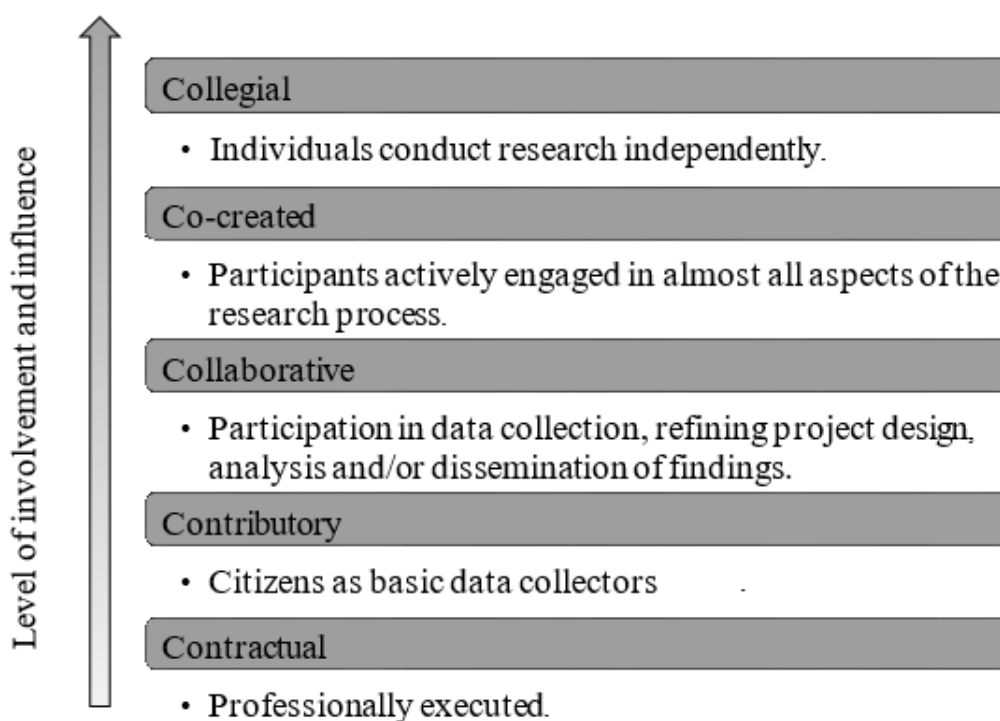 Level of involvement and influence
Collegial
• Individuals conduct research independently.
Co-created
• Participants actively engaged in almost all aspects of the
research process.
Collaborative
• Participation in data collection, refining project design,
analysis and/or dissemination of findings.
Contributory
• Citizens as basic data collectors .
Contractual
• Professionally executed.